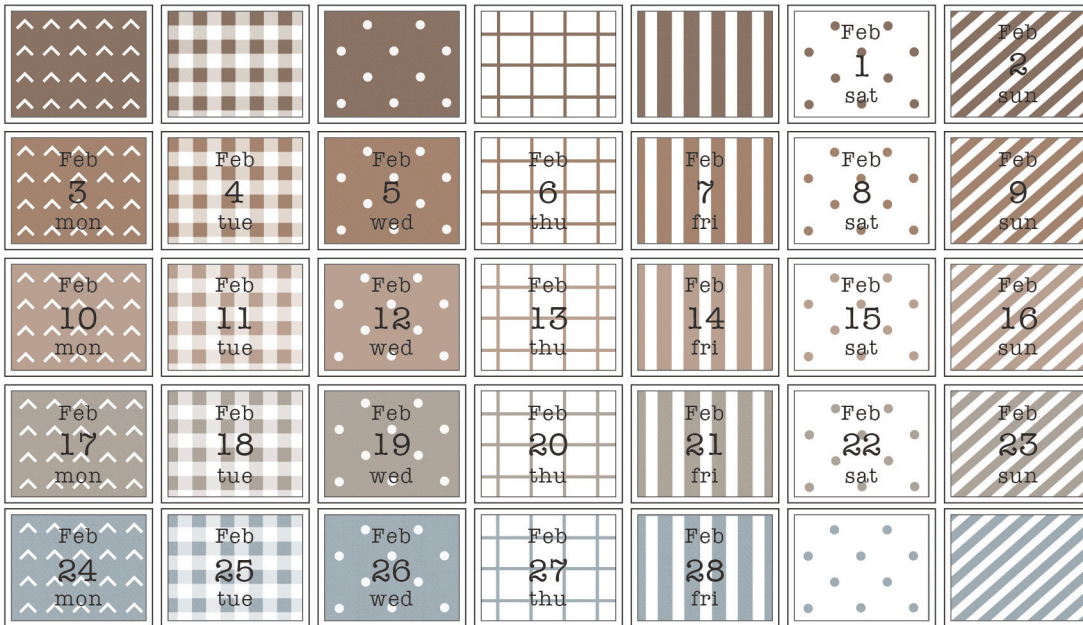 Feb
1
sat
Feb
2
sun
Feb
3
mon
Feb
4
tue
Feb
5
wed
Feb
6
thu
Feb
7
fri
Feb
8
sat
Feb
9
sun
Feb
10
mon
Feb
11
tue
Feb
12
wed
Feb
13
thu
Feb
14
fri
Feb
15
sat
Feb
16
sun
Feb
17
mon
Feb
18
tue
Feb
19
wed
Feb
20
thu
Feb
21
fri
Feb
22
sat
Feb
23
sun
Feb
24
mon
Feb
25
tue
Feb
26
wed
Feb
27
thu
Feb
28
fri